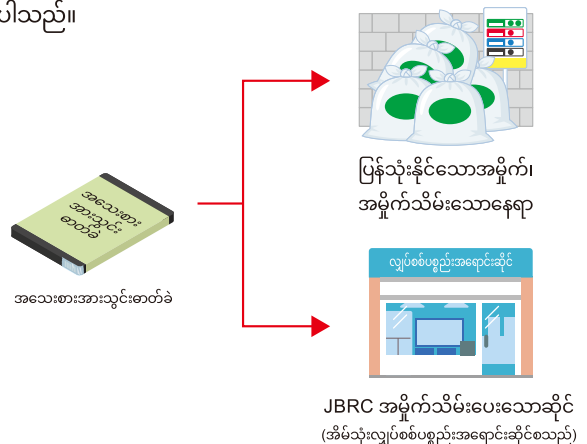 ပါသည်။
ပြန်သုံးနိုင်သောအမှိုက်၊
အမှိုက်သိမ်းသောနေရာ
အသေးစား
အားသွင်း
ဓာတ်ခဲ
အသေးစားအားသွင်းဓာတ်ခဲ
လျှပ်စစ်ပစ္စည်းအရောင်းဆိုင်
JBRC အမှိုက်သိမ်းပေးသောဆိုင်
(အိမ်သုံးလျှပ်စစ်ပစ္စည်းအရောင်းဆိုင်စသည်)